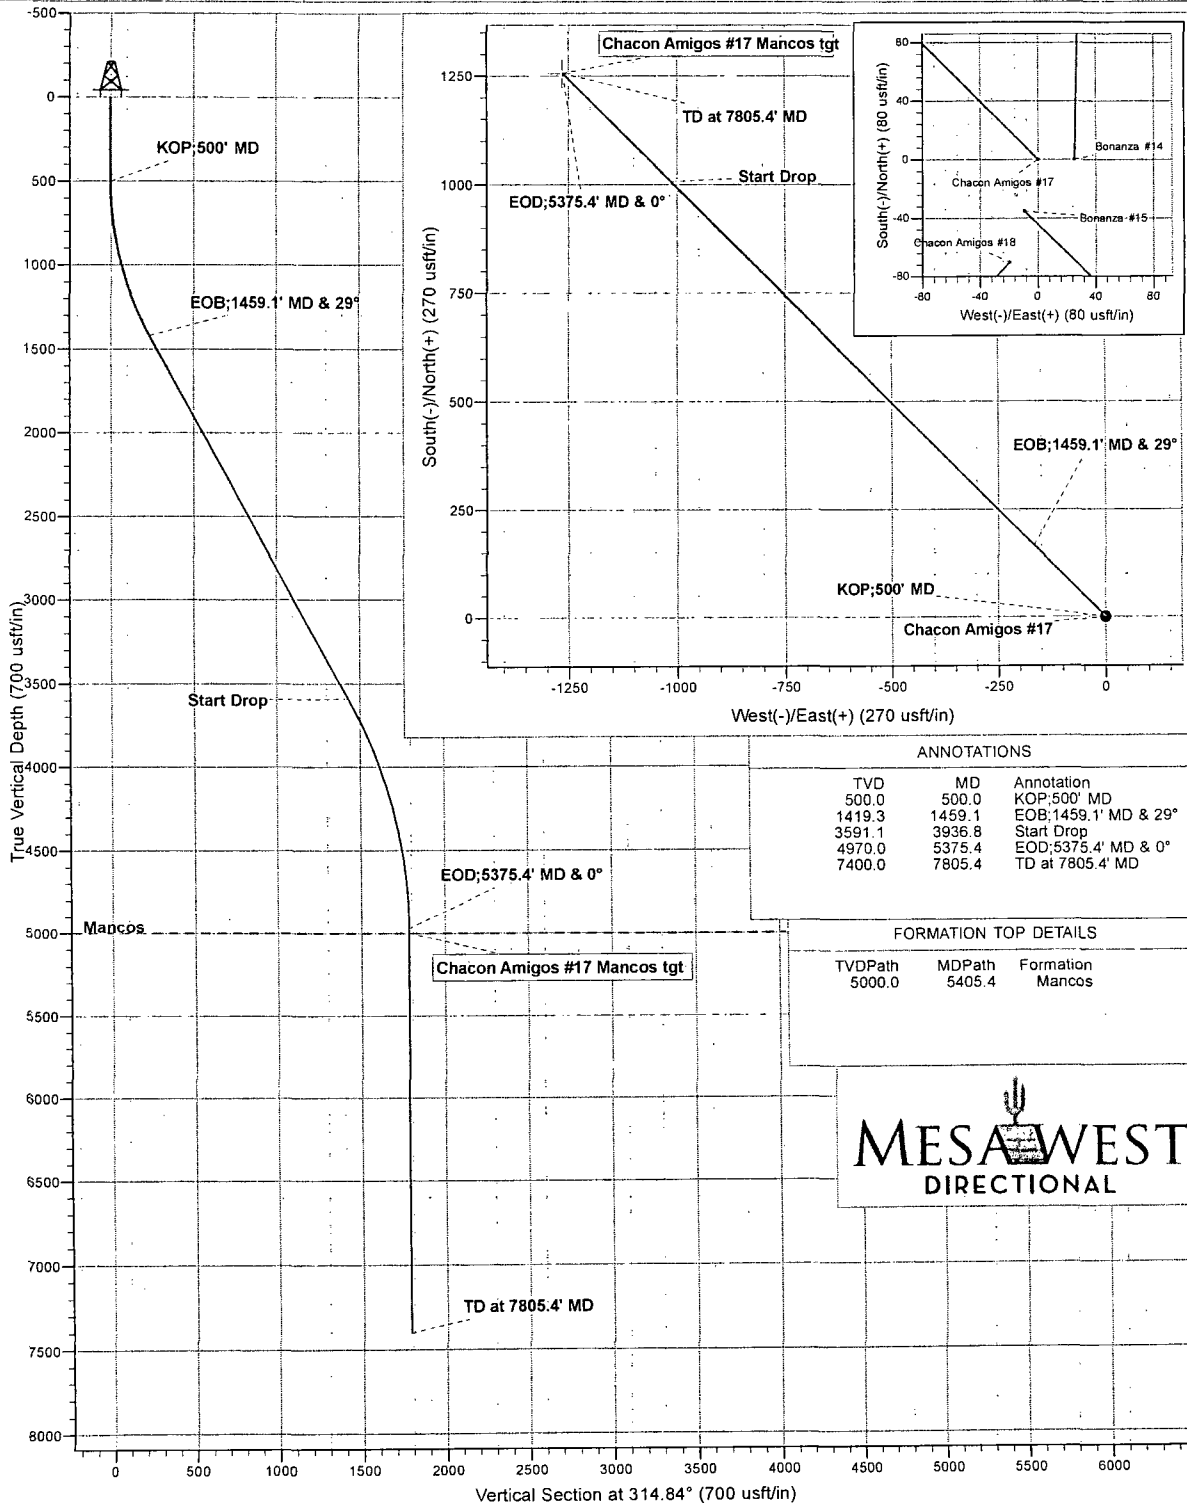 -500
0
500
1000
1500
2000
2500
3000
3500
4000
4500
5000
5500
6000
6500
7000
7500
8000
True Vertical Depth (700 usft/in)
KOP;500' MD
EOB;1459.1' MD & 29°
Start Drop
EOD;5375.4' MD & 0°
Mancos
Chacon Amigos #17 Mancos tgt
TD at 7805.4' MD
0
500
1000
1500
2000
2500
3000
3500
4000
4500
5000
5500
6000
Vertical Section at 314.84° (700 usft/in)
Chacon Amigos #17 Mancos tgt
TD at 7805.4' MD
Start Drop
EOD;5375.4' MD & 0°
EOB;1459.1' MD & 29°
KOP;500' MD
Chacon Amigos #17
1250
1000
750
500
250
0
South(-)/North(+) (270 usft/in)
-1250
-1000
-750
-500
-250
0
West(-)/East(+) (270 usft/in)
80
40
0
-40
-80
South(-)/North(+) (80 usft/in)
Bonanza #14
Chacon Amigos #17
Bonanza #15
Chacon Amigos #18
-80
-40
0
40
80
West(-)/East(+) (80 usft/in)
ANNOTATIONS
TVD MD Annotation
500.0 500.0 KOP;500' MD
1419.3 1459.1 EOB;1459.1' MD & 29°
3591.1 3936.8 Start Drop
4970.0 5375.4 EOD;5375.4' MD & 0°
7400.0 7805.4 TD at 7805.4' MD
FORMATION TOP DETAILS
TVDPath MDPath Formation
5000.0 5405.4 Mancos
MESA WEST
DIRECTIONAL